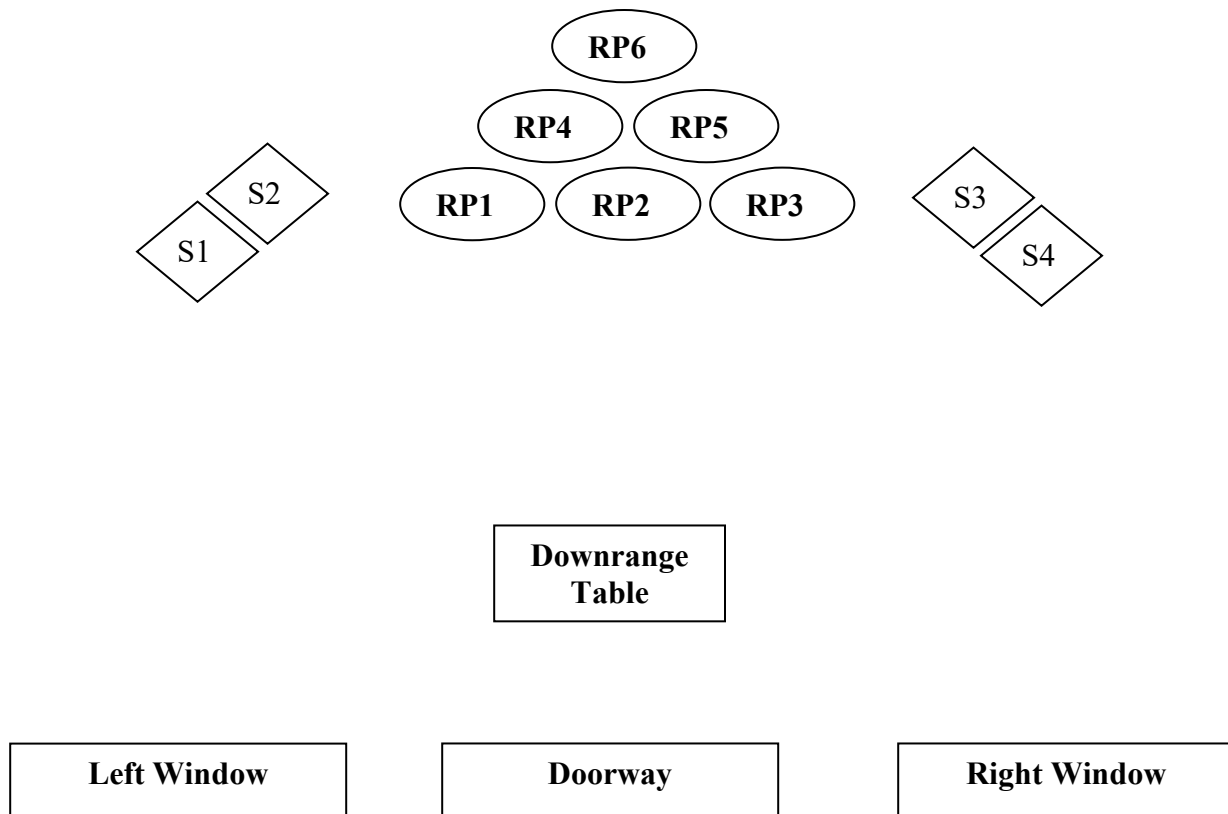 RP6
RP4
RP5
S2
RP1
RP2
RP3
S3
S1
S4
Downrange
Table
Left Window
Doorway
Right Window